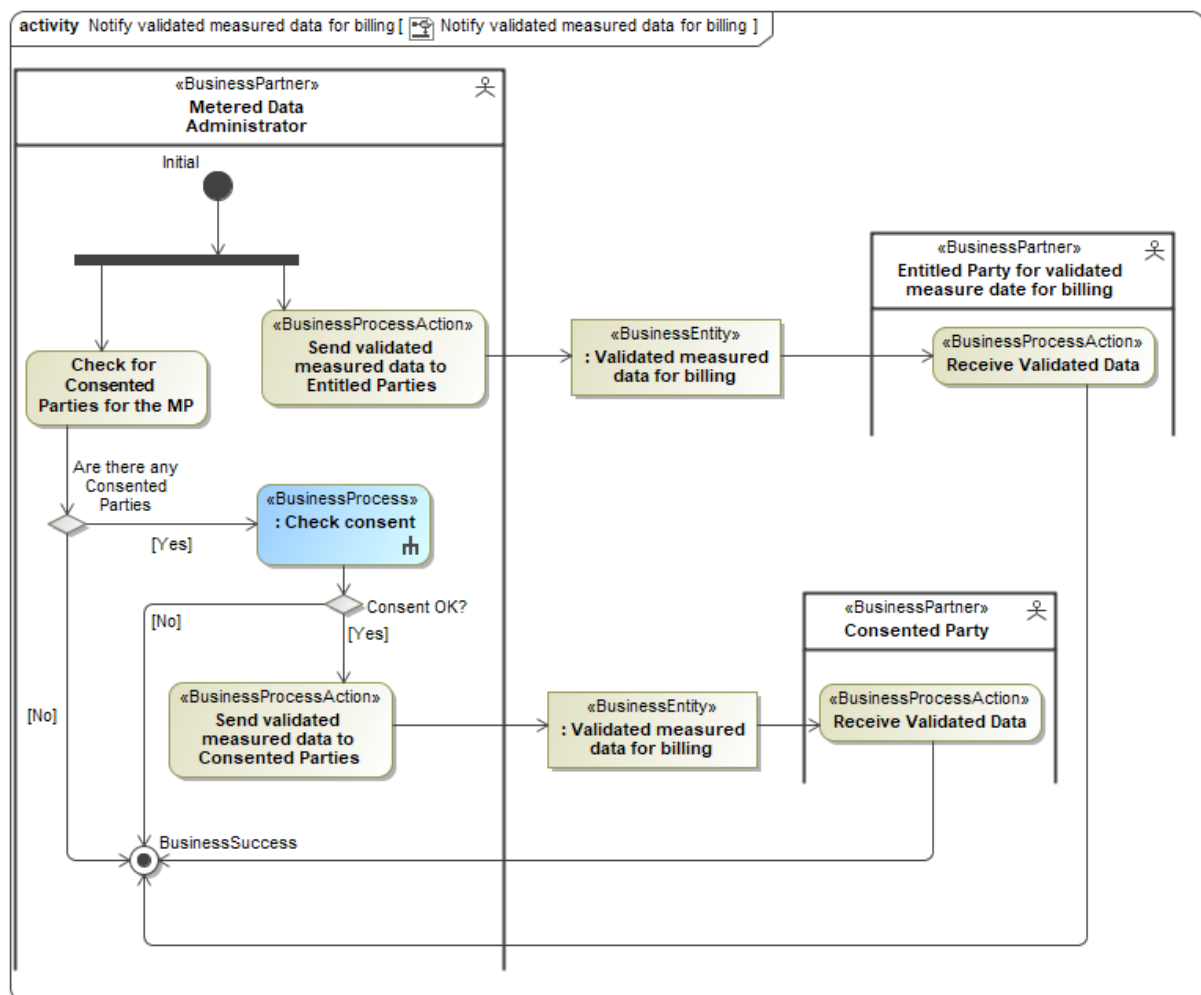 activity Notify validated measured data for billing [ Notify validated measured data for billing ]
«BusinessPartner»
Metered Data
Administrator
Initial
«BusinessPartner»
Entitled Party for validated
measure date for billing
«BusinessProcessAction»
Send validated
measured data to
Entitled Parties
«BusinessEntity»
: Validated measured
data for billing
«BusinessProcessAction»
Receive Validated Data
Check for
Consented
Parties for the MP
Are there any
Consented
Parties
[Yes]
«BusinessProcess»
: Check consent
Consent OK?
[No]
[Yes]
«BusinessPartner»
Consented Party
[No]
«BusinessProcessAction»
Send validated
measured data to
Consented Parties
«BusinessEntity»
: Validated measured
data for billing
«BusinessProcessAction»
Receive Validated Data
BusinessSuccess